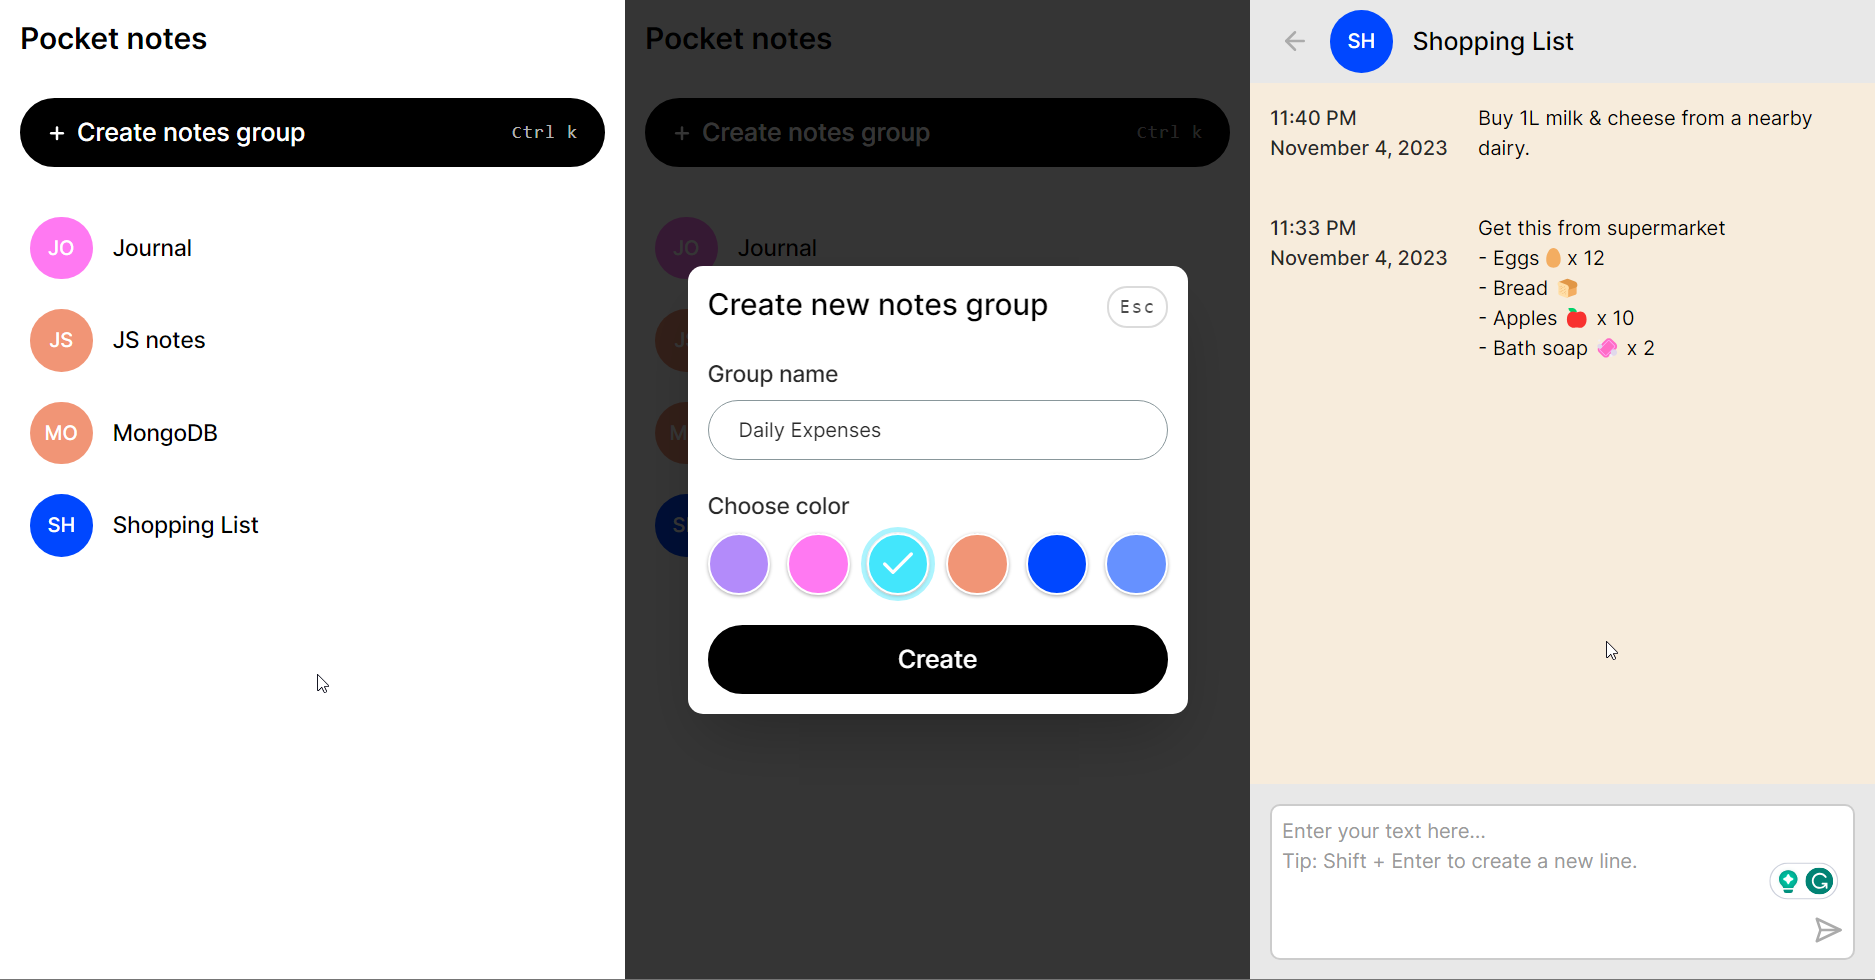 Pocket notes
+ Create notes group Ctrl k
JO Journal
JS JS notes
MO MongoDB
SH Shopping List
Pocket notes
+ Create notes group Ctrl k
JO Journal
Create new notes group Esc
Group name
Daily Expenses
Choose color
Create
SH Shopping List
11:40 PM
November 4, 2023
Buy 1L milk & cheese from a nearby
dairy.
11:33 PM
November 4, 2023
Get this from supermarket
- Eggs 🥚 x 12
- Bread 🍞
- Apples 🍎 x 10
- Bath soap 🧼 x 2
Enter your text here...
Tip: Shift + Enter to create a new line.